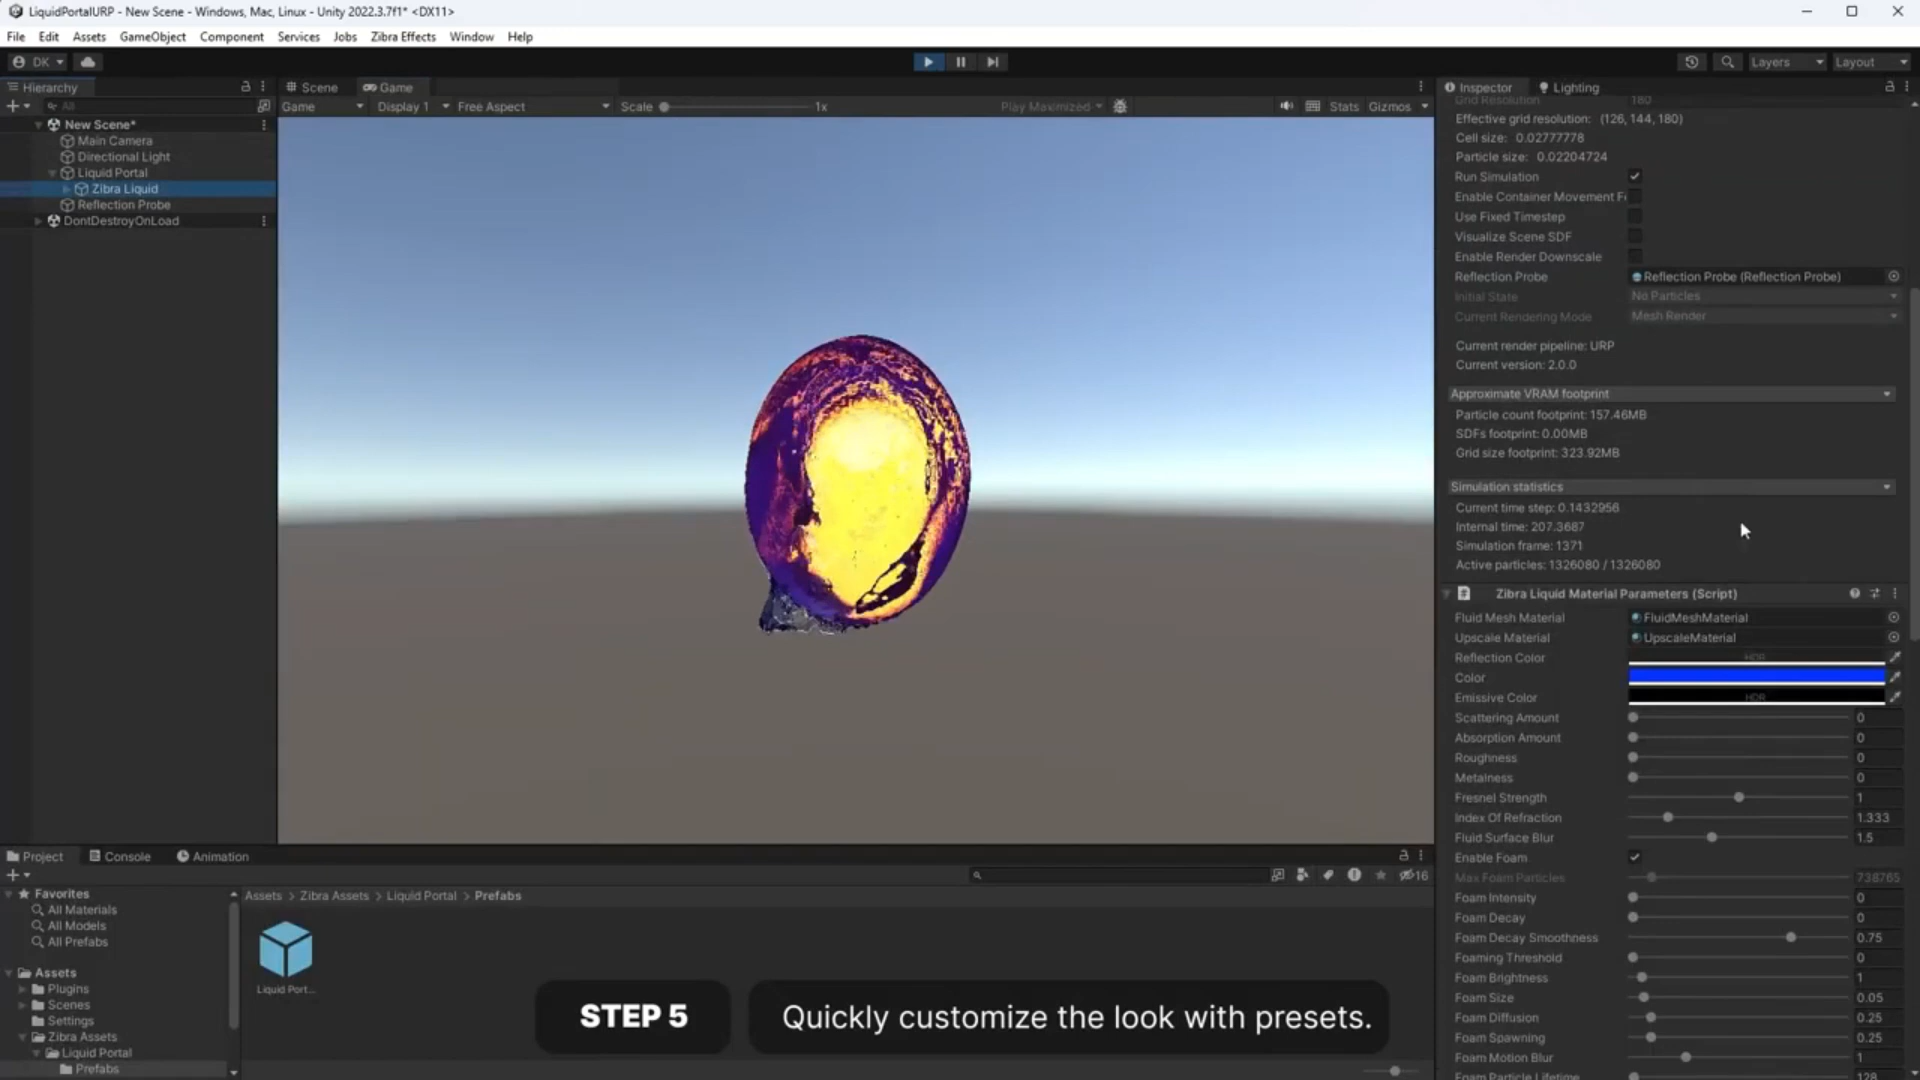 LiquidPortalURP - New Scene - Windows, Mac, Linux - Unity 2022.3.7f1* <DX11>
File Edit Assets GameObject Component Services Jobs Zibra Effects Window Help
DK
Layers Layout
Hierarchy
All
New Scene*
Main Camera
Directional Light
Liquid Portal
Zibra Liquid
Reflection Probe
DontDestroyOnLoad
Scene Game
Game Display 1 Free Aspect Scale 1x Play Maximized Stats Gizmos
Inspector Lighting
Grid Resolution 180
Effective grid resolution: (126, 144, 180)
Cell size: 0.02777778
Particle size: 0.02204724
Run Simulation
Enable Container Movement F
Use Fixed Timestep
Visualize Scene SDF
Enable Render Downscale
Reflection Probe Reflection Probe (Reflection Probe)
Initial State No Particles
Current Rendering Mode Mesh Render
Current render pipeline: URP
Current version: 2.0.0
Approximate VRAM footprint
Particle count footprint: 157.46MB
SDFs footprint: 0.00MB
Grid size footprint: 323.92MB
Simulation statistics
Current time step: 0.1432956
Internal time: 207.3687
Simulation frame: 1371
Active particles: 1326080 / 1326080
Zibra Liquid Material Parameters (Script)
Fluid Mesh Material FluidMeshMaterial
Upscale Material UpscaleMaterial
Reflection Color HDR
Color
Emissive Color HDR
Scattering Amount 0
Absorption Amount 0
Roughness 0
Metalness 0
Fresnel Strength 1
Index Of Refraction 1.333
Fluid Surface Blur 1.5
Enable Foam
Max Foam Particles 738765
Foam Intensity 0
Foam Decay 0
Foam Decay Smoothness 0.75
Foaming Threshold 0
Foam Brightness 1
Foam Size 0.05
Foam Diffusion 0.25
Foam Spawning 0.25
Foam Motion Blur 1
Foam Particle Lifetime 128
Project Console Animation
16
Favorites
All Materials
All Models
All Prefabs
Assets
Plugins
Scenes
Settings
Zibra Assets
Liquid Portal
Prefabs
Assets > Zibra Assets > Liquid Portal > Prefabs
Liquid Port...
STEP 5 Quickly customize the look with presets.